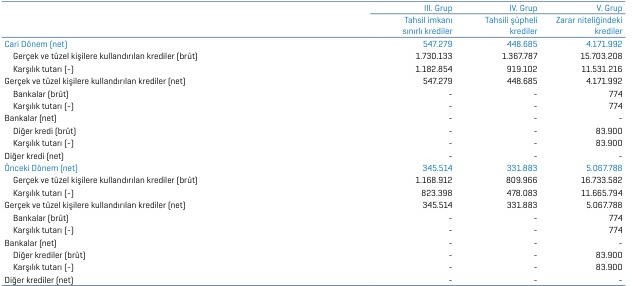 III. Grup IV. Grup V. Grup
Tahsil imkanı Tahsili şüpheli Zarar niteliğindeki
sınırlı krediler krediler krediler
Cari Dönem (net) 547.279 448.685 4.171.992
Gerçek ve tüzel kişilere kullandırılan krediler (brüt) 1.730.133 1.367.787 15.703.208
Karşılık tutarı (-) 1.182.854 919.102 11.531.216
Gerçek ve tüzel kişilere kullandırılan krediler (net) 547.279 448.685 4.171.992
Bankalar (brüt) - - 774
Karşılık tutarı (-) - - 774
Bankalar (net) - - -
Diğer kredi (brüt) - - 83.900
Karşılık tutarı (-) - - 83.900
Diğer kredi (net) - - -
Önceki Dönem (net) 345.514 331.883 5.067.788
Gerçek ve tüzel kişilere kullandırılan krediler (brüt) 1.168.912 809.966 16.733.582
Karşılık tutarı (-) 823.398 478.083 11.665.794
Gerçek ve tüzel kişilere kullandırılan krediler (net) 345.514 331.883 5.067.788
Bankalar (brüt) - - 774
Karşılık tutarı (-) - - 774
Bankalar (net) - - -
Diğer krediler (brüt) - - 83.900
Karşılık tutarı (-) - - 83.900
Diğer krediler (net) - - -